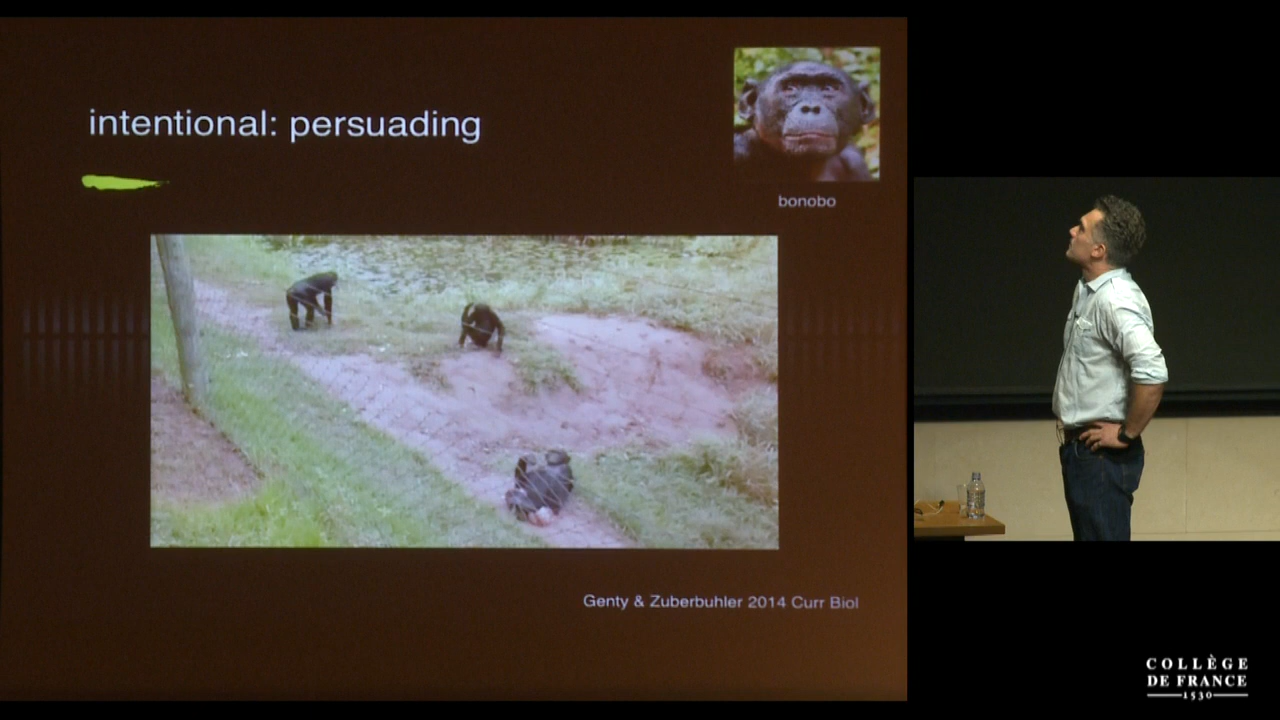 intentional: persuading
bonobo
Genty & Zuberbuhler 2014 Curr Biol
COLLÈGE
DE FRANCE
1530